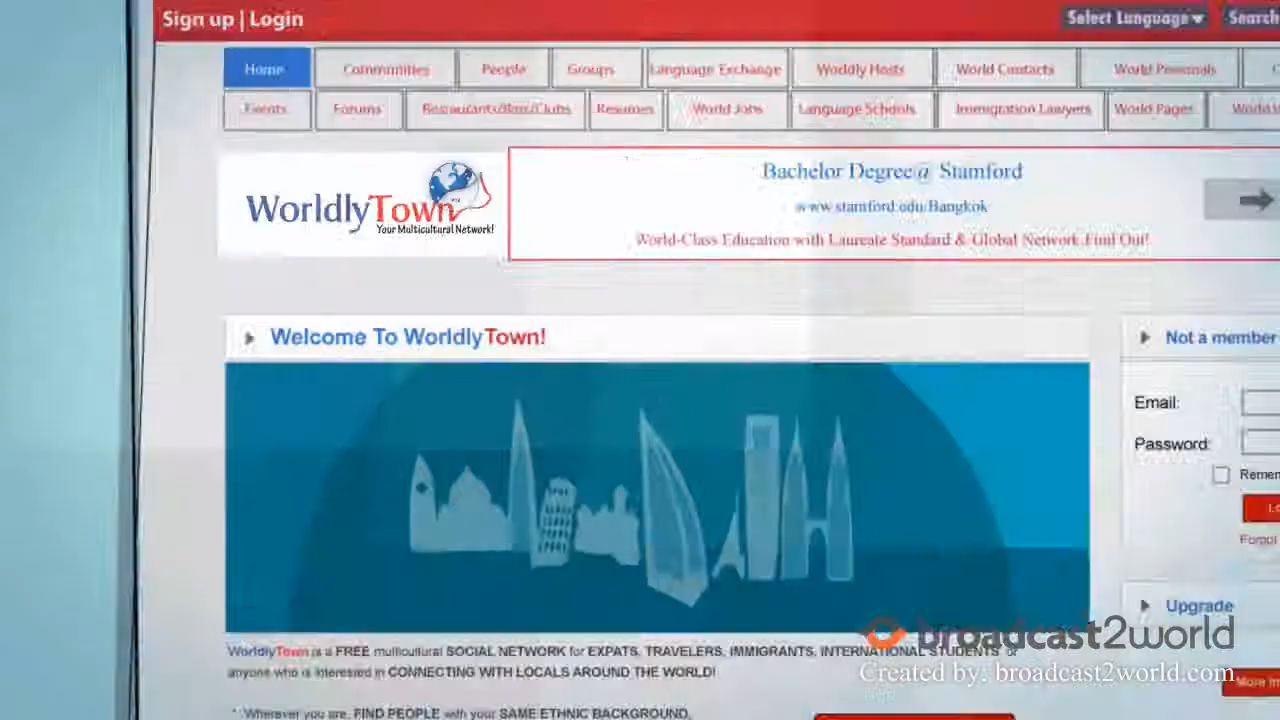 Sign up | Login
Select Language
Search
Home
Communities
People
Groups
Language Exchange
Worldly Hosts
World Contacts
World Personals
Events
Forums
Restaurants/Bars/Clubs
Resumes
World Jobs
Language Schools
Immigration Lawyers
World Pages
WorldlyTown
Your Multicultural Network!
Bachelor Degree@ Stamford
www.stamford.edu/Bangkok
World-Class Education with Laureate Standard & Global Network.Find Out!
Welcome To WorldlyTown!
Not a member
Email:
Password:
Forgot
Upgrade
WorldlyTown is a FREE multicultural SOCIAL NETWORK for EXPATS, TRAVELERS, IMMIGRANTS, INTERNATIONAL STUDENTS or
anyone who is interested in CONNECTING WITH LOCALS AROUND THE WORLD!
* Wherever you are, FIND PEOPLE with your SAME ETHNIC BACKGROUND,
More
broadcast2world
Created by: broadcast2world.com